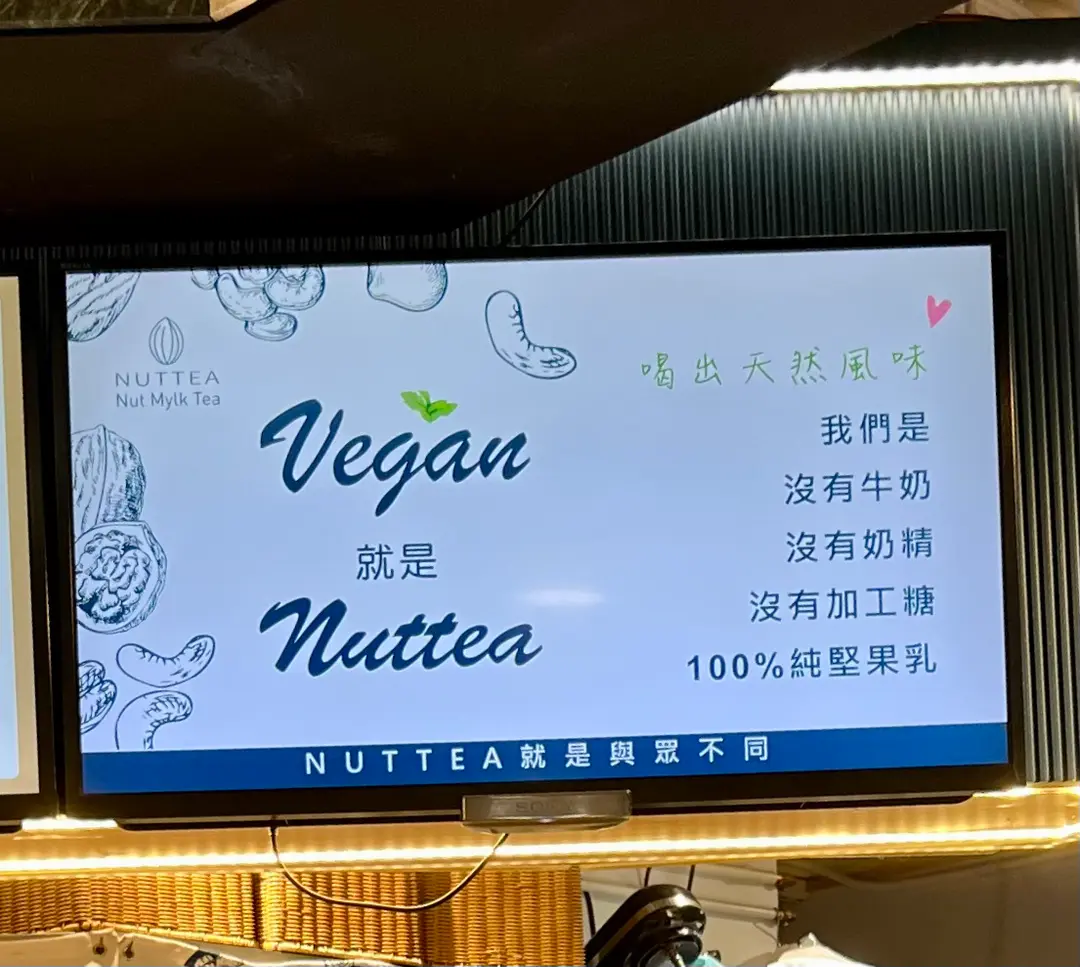 NUTTEA
Nut Mylk Tea
Vegan
就是
Nuttea
喝出天然風味
我們是
沒有牛奶
沒有奶精
沒有加工糖
100%純堅果乳
NUTTEA就是與眾不同